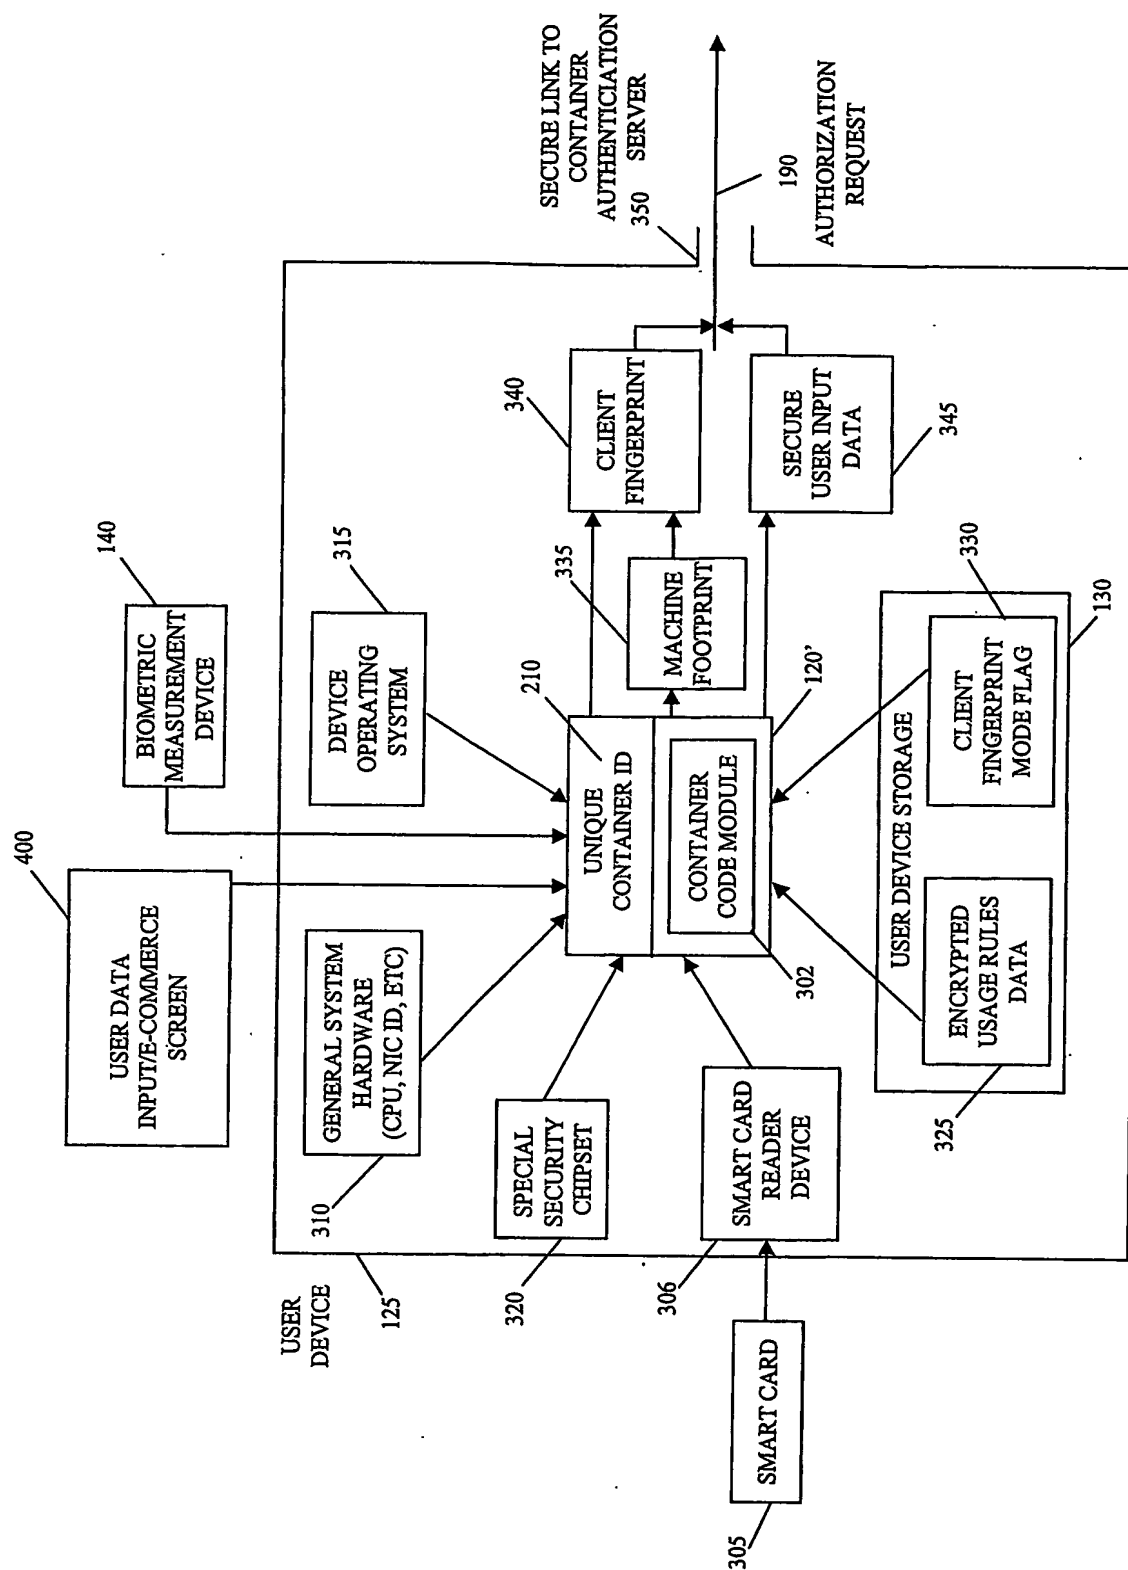 400
USER DATA
INPUT/E-COMMERCE
SCREEN
140
BIOMETRIC
MEASUREMENT
DEVICE
USER
DEVICE
125
GENERAL SYSTEM
HARDWARE
(CPU, NIC ID, ETC)
310
DEVICE
OPERATING
SYSTEM
315
SPECIAL
SECURITY
CHIPSET
320
UNIQUE
CONTAINER ID
210
CONTAINER
CODE MODULE
302
120'
MACHINE
FOOTPRINT
335
CLIENT
FINGERPRINT
340
SECURE
USER INPUT
DATA
345
SECURE LINK TO
CONTAINER
AUTHENTICIATION
SERVER
350
190
AUTHORIZATION
REQUEST
SMART CARD
READER
DEVICE
306
SMART CARD
305
USER DEVICE STORAGE
130
ENCRYPTED
USAGE RULES
DATA
325
CLIENT
FINGERPRINT
MODE FLAG
330